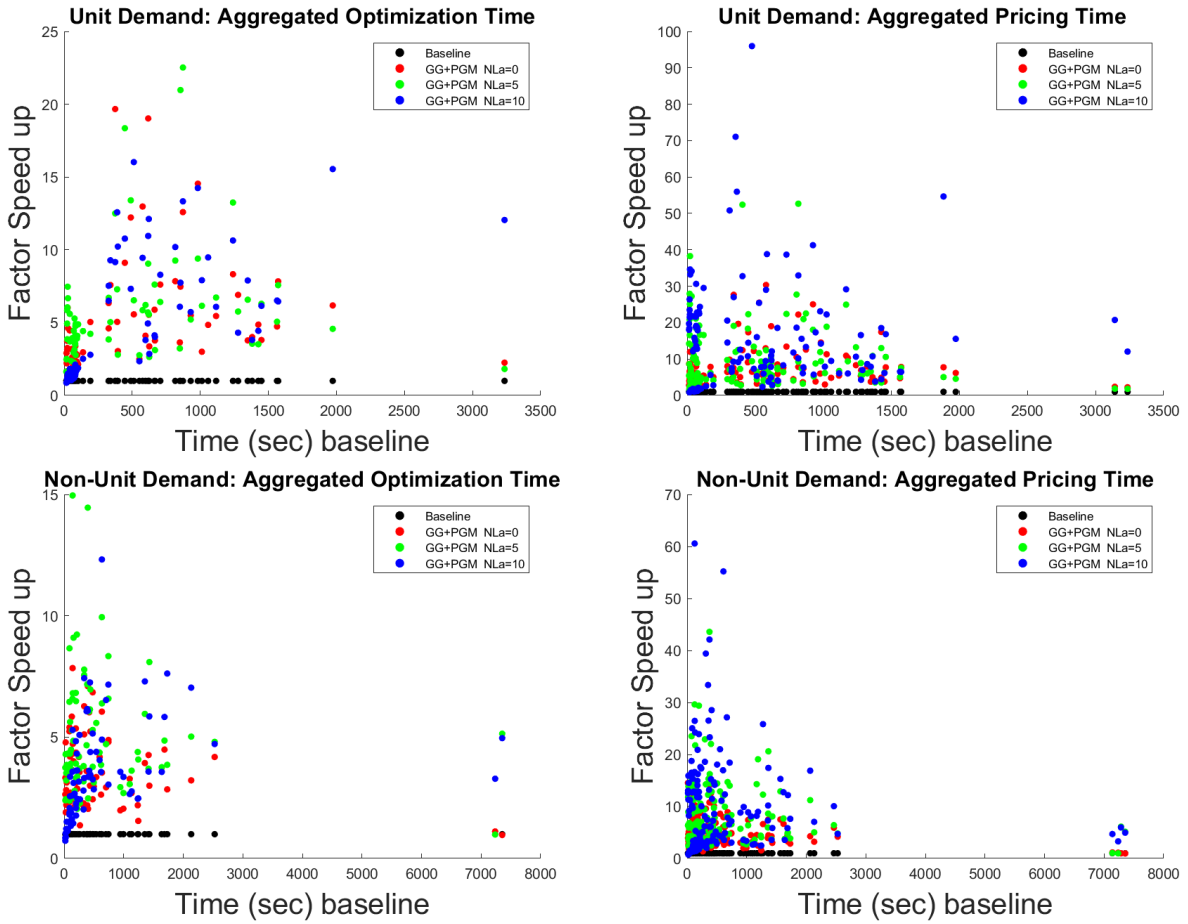 Unit Demand: Aggregated Optimization Time
25
20
15
10
5
0
0 500 1000 1500 2000 2500 3000 3500
Factor Speed up
Time (sec) baseline
Baseline
GG+PGM NLa=0
GG+PGM NLa=5
GG+PGM NLa=10
Unit Demand: Aggregated Pricing Time
100
90
80
70
60
50
40
30
20
10
0
0 500 1000 1500 2000 2500 3000 3500
Factor Speed up
Time (sec) baseline
Baseline
GG+PGM NLa=0
GG+PGM NLa=5
GG+PGM NLa=10
Non-Unit Demand: Aggregated Optimization Time
15
10
5
0
0 1000 2000 3000 4000 5000 6000 7000 8000
Factor Speed up
Time (sec) baseline
Baseline
GG+PGM NLa=0
GG+PGM NLa=5
GG+PGM NLa=10
Non-Unit Demand: Aggregated Pricing Time
70
60
50
40
30
20
10
0
0 1000 2000 3000 4000 5000 6000 7000 8000
Factor Speed up
Time (sec) baseline
Baseline
GG+PGM NLa=0
GG+PGM NLa=5
GG+PGM NLa=10